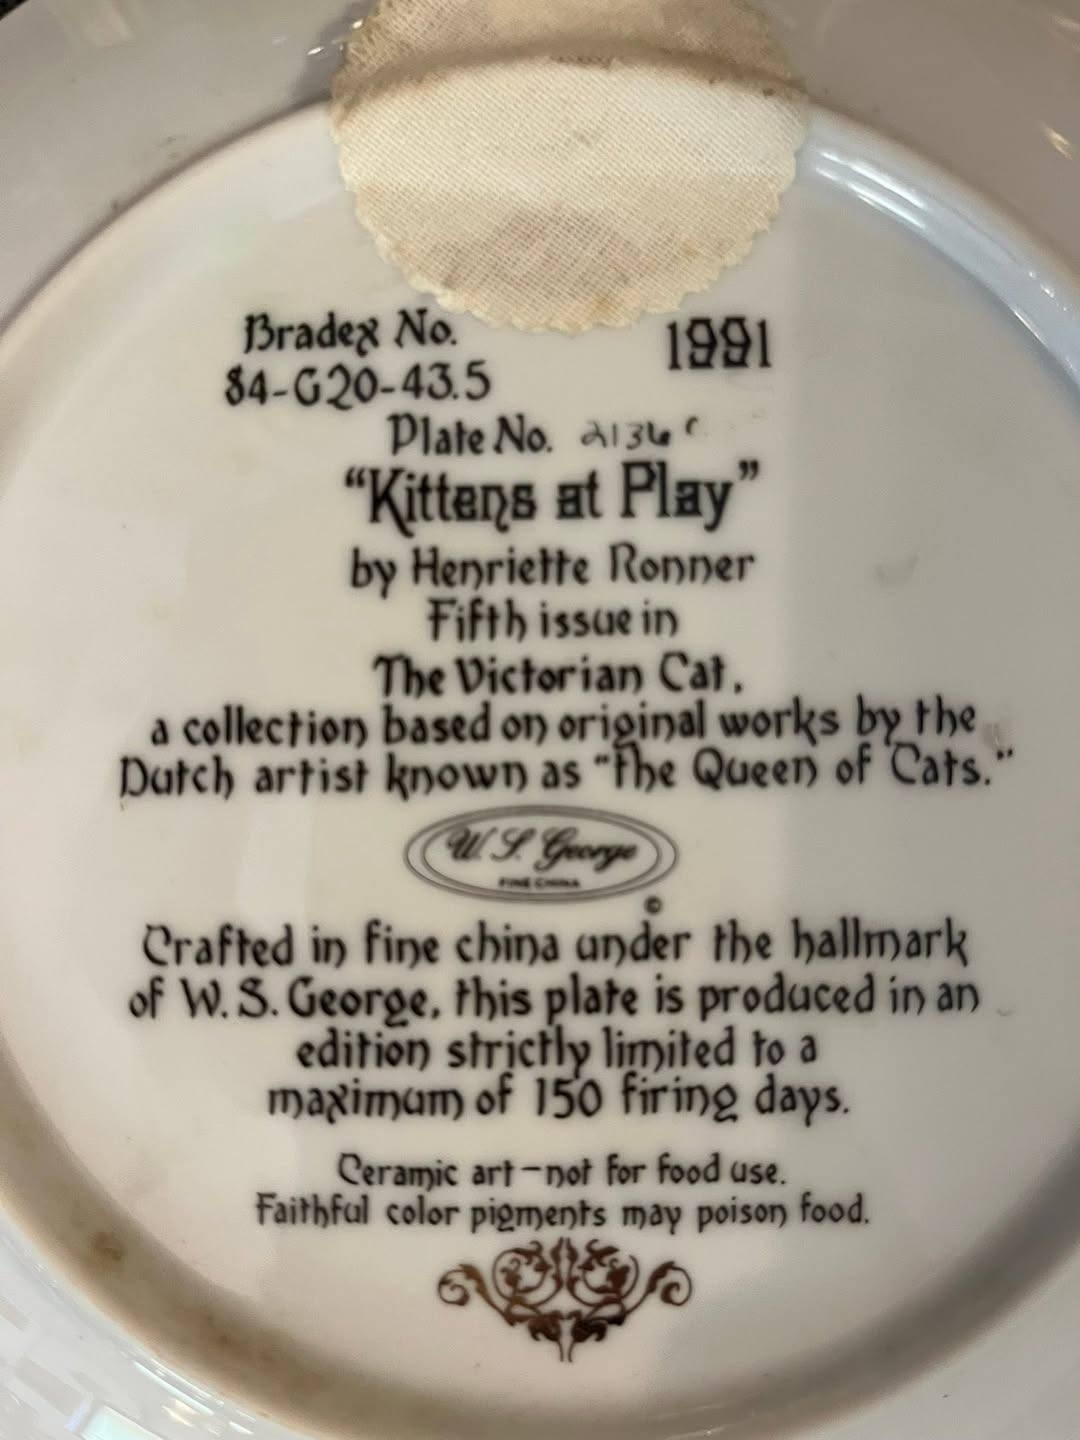 Bradex No.
84-G20-43.5
1991
Plate No. 2136 C
"Kittens at Play"
by Henriette Ronner
Fifth issue in
The Victorian Cat,
a collection based on original works by the
Dutch artist known as "The Queen of Cats."
W. S. George
FINE CHINA
©
Crafted in fine china under the hallmark
of W. S. George, this plate is produced in an
edition strictly limited to a
maximum of 150 firing days.
Ceramic art—not for food use.
Faithful color pigments may poison food.